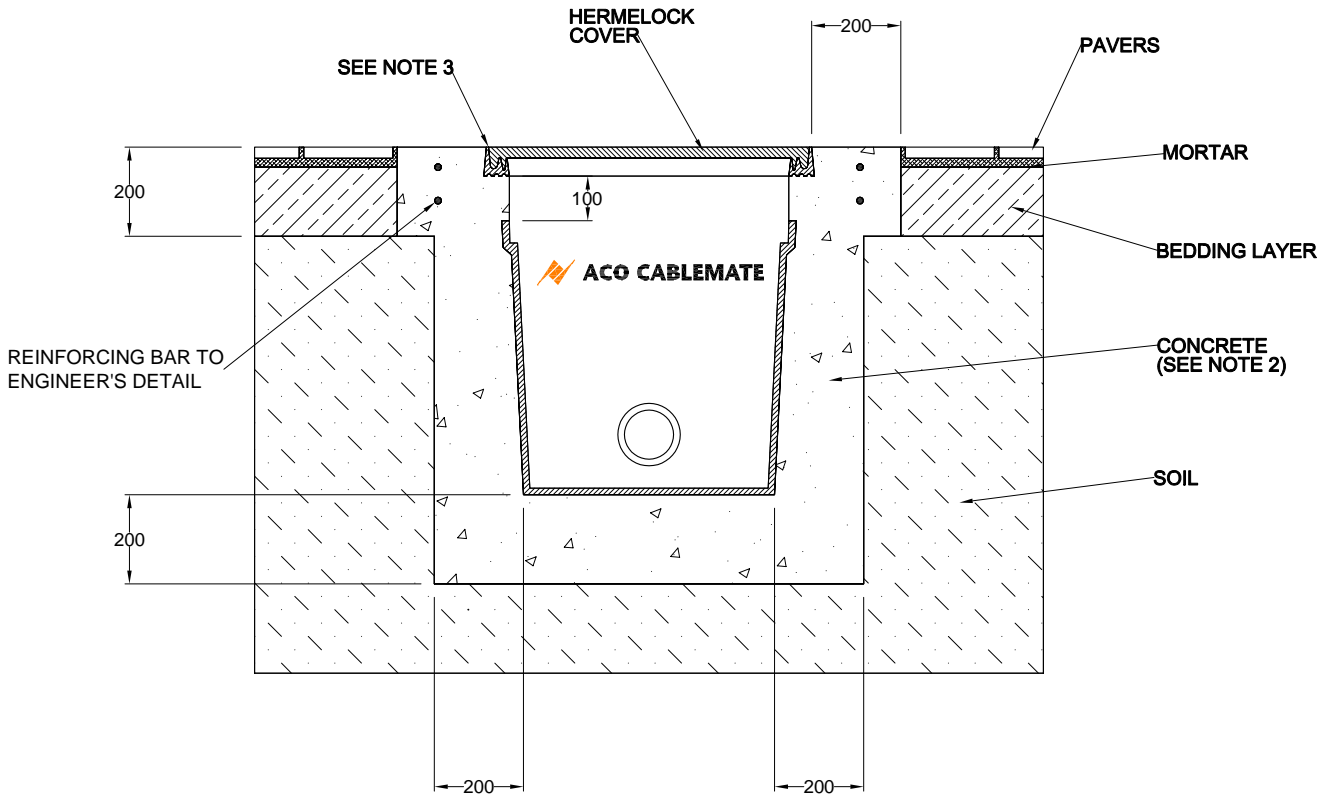 HERMELOCK
COVER
200
PAVERS
SEE NOTE 3
MORTAR
200
100
BEDDING LAYER
ACO CABLEMATE
REINFORCING BAR TO
ENGINEER'S DETAIL
CONCRETE
(SEE NOTE 2)
SOIL
200
200
200